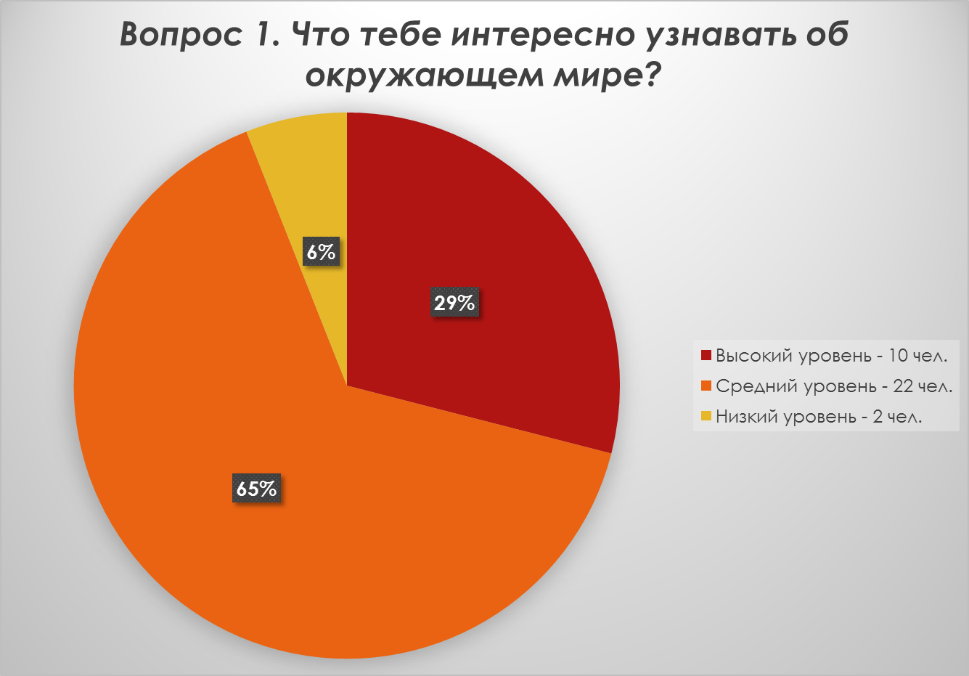 Вопрос 1. Что тебе интересно узнавать об
окружающем мире?
6%
29%
65%
Высокий уровень - 10 чел.
Средний уровень - 22 чел.
Низкий уровень - 2 чел.